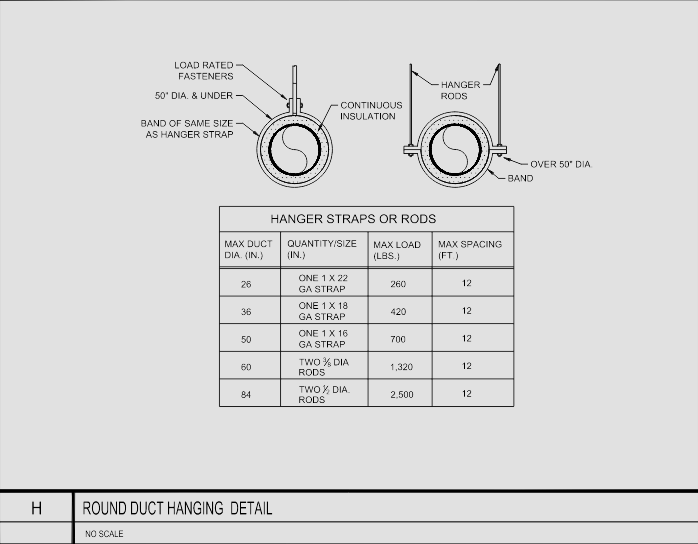 LOAD RATED
FASTENERS
50" DIA. & UNDER
BAND OF SAME SIZE
AS HANGER STRAP
CONTINUOUS
INSULATION
HANGER
RODS
OVER 50" DIA.
BAND
HANGER STRAPS OR RODS
MAX DUCT DIA. (IN.) QUANTITY/SIZE (IN.) MAX LOAD (LBS.) MAX SPACING (FT.)
26 ONE 1 X 22 GA STRAP 260 12
36 ONE 1 X 18 GA STRAP 420 12
50 ONE 1 X 16 GA STRAP 700 12
60 TWO ⅜ DIA RODS 1,320 12
84 TWO ½ DIA. RODS 2,500 12
H ROUND DUCT HANGING DETAIL
NO SCALE